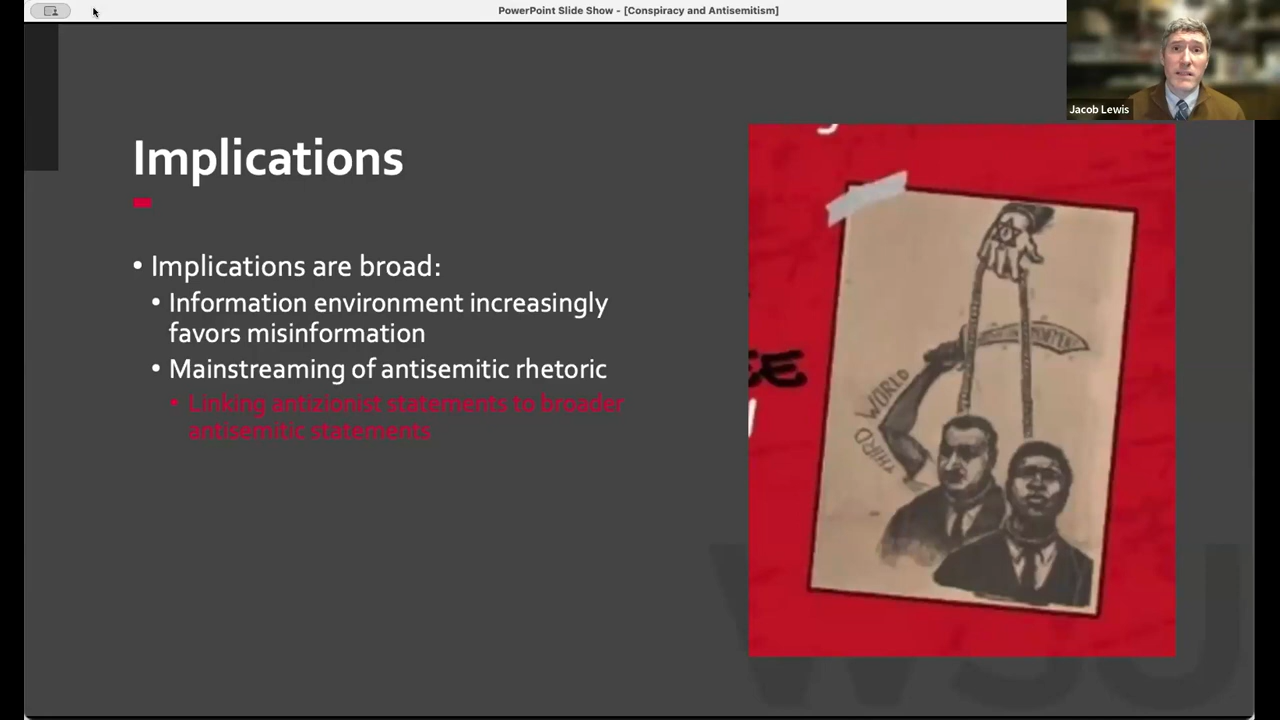 PowerPoint Slide Show - [Conspiracy and Antisemitism]
Jacob Lewis
Implications
• Implications are broad:
• Information environment increasingly
favors misinformation
• Mainstreaming of antisemitic rhetoric
• Linking antizionist statements to broader
antisemitic statements
THIRD WORLD
WSU